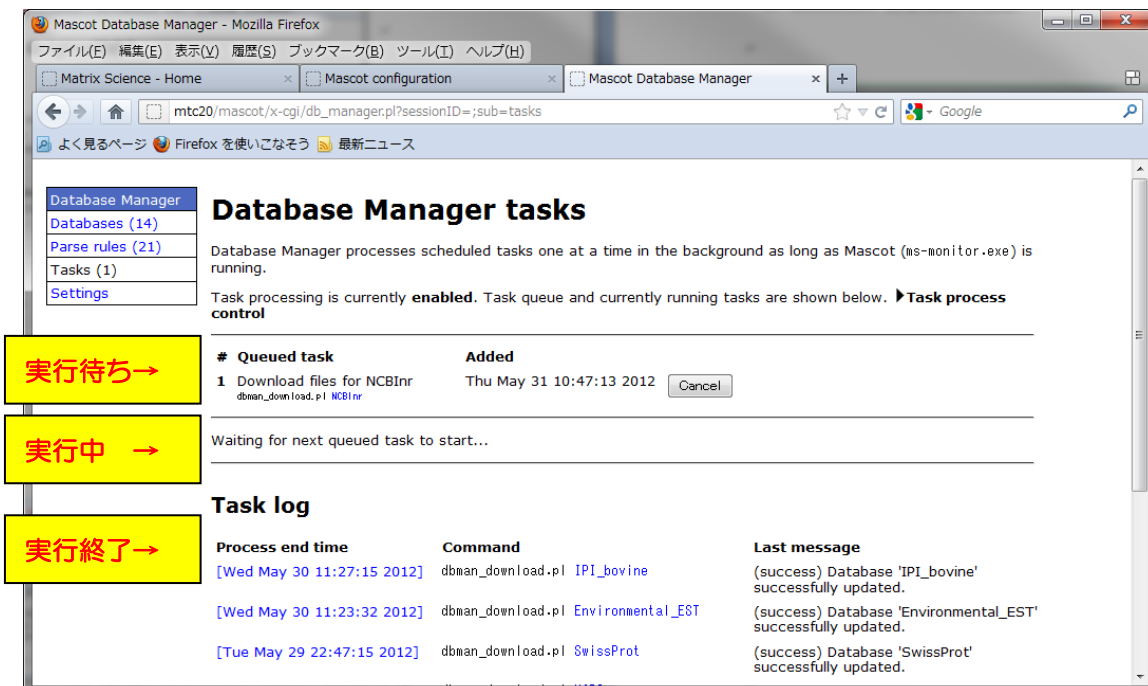 Mascot Database Manager - Mozilla Firefox
ファイル(F) 編集(E) 表示(V) 履歴(S) ブックマーク(B) ツール(T) ヘルプ(H)
Matrix Science - Home × Mascot configuration × Mascot Database Manager × +
mtc20/mascot/x-cgi/db_manager.pl?sessionID=;sub=tasks Google
よく見るページ Firefox を使いこなそう 最新ニュース
Database Manager
Databases (14)
Parse rules (21)
Tasks (1)
Settings
Database Manager tasks
Database Manager processes scheduled tasks one at a time in the background as long as Mascot (ms-monitor.exe) is
running.
Task processing is currently enabled. Task queue and currently running tasks are shown below. ▶Task process
control
実行待ち→
# Queued task Added
1 Download files for NCBInr Thu May 31 10:47:13 2012 Cancel
dbman_download.pl NCBInr
実行中 →
Waiting for next queued task to start...
Task log
実行終了→
Process end time Command Last message
[Wed May 30 11:27:15 2012] dbman_download.pl IPI_bovine (success) Database 'IPI_bovine'
successfully updated.
[Wed May 30 11:23:32 2012] dbman_download.pl Environmental_EST (success) Database 'Environmental_EST'
successfully updated.
[Tue May 29 22:47:15 2012] dbman_download.pl SwissProt (success) Database 'SwissProt'
successfully updated.